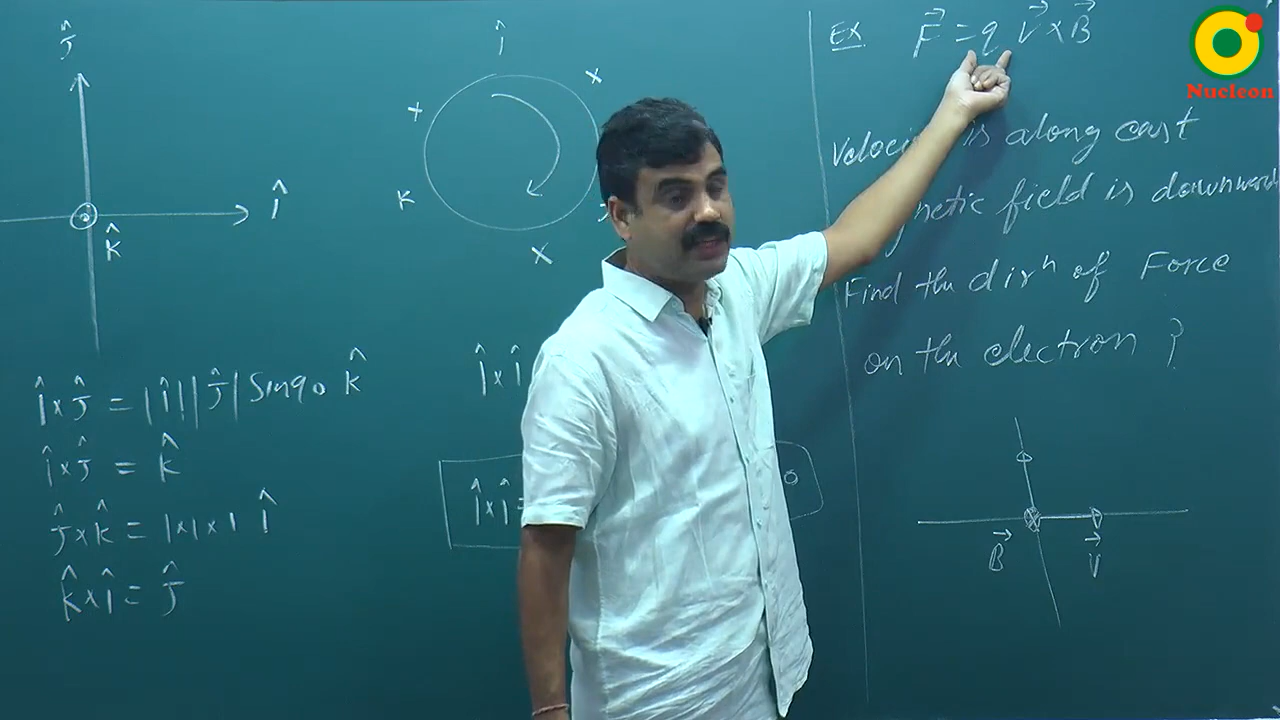 ĵ
î
k̂
î × ĵ = |î||ĵ| Sin90 k̂
î × ĵ = k̂
ĵ × k̂ = 1×1×1 î
k̂ × î = ĵ
î
x
x
K
x
î × î
î × î =
0
Ex F⃗ = q V⃗ × B⃗
is along east
field is downward
Find the dirⁿ of Force
on the electron ?
B⃗
V⃗
Nucleon